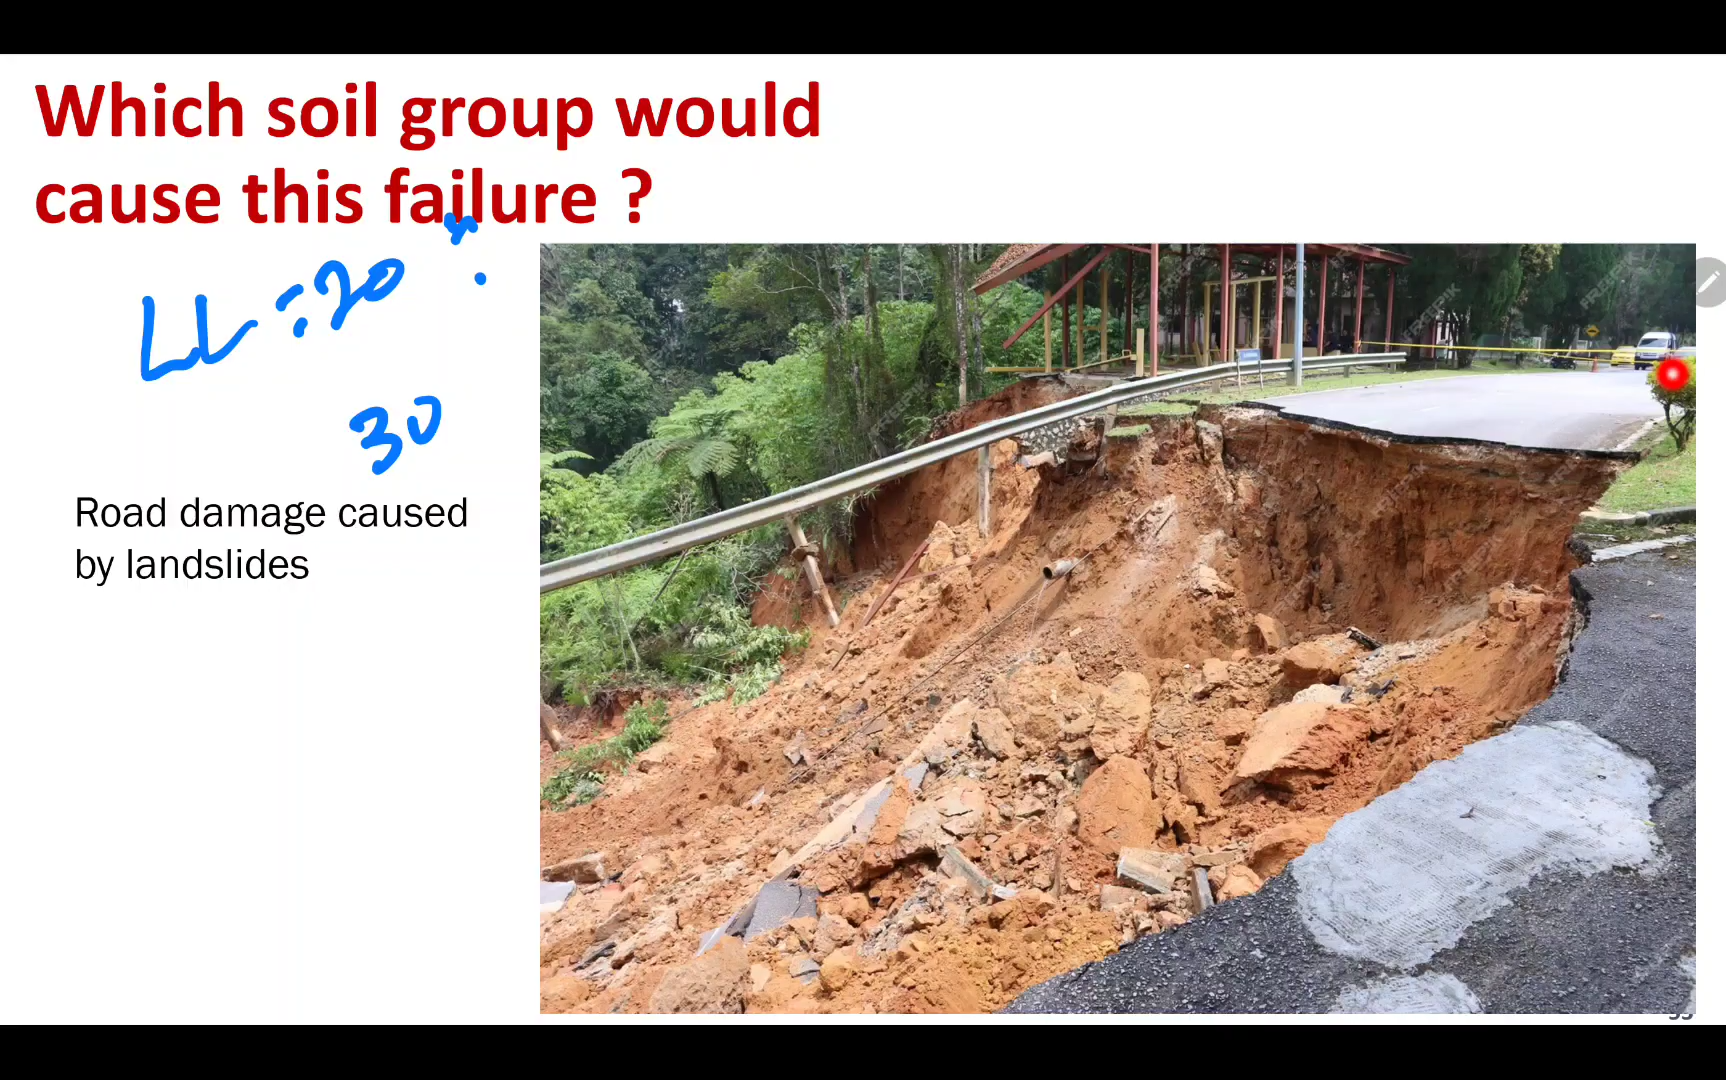 Which soil group would
cause this failure ?
LL = 20
30
Road damage caused
by landslides